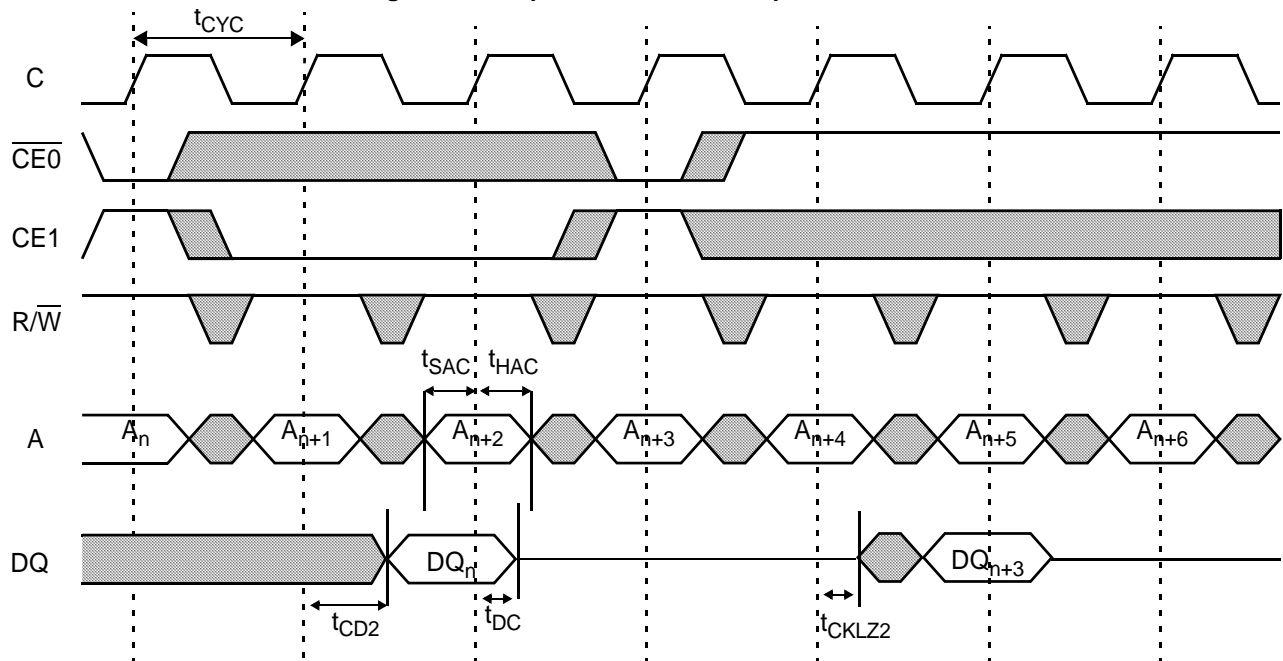 tCYC
C
CE0
CE1
R/W
tSAC tHAC
A An An+1 An+2 An+3 An+4 An+5 An+6
DQ DQn DQn+3
tCD2 tDC tCKLZ2